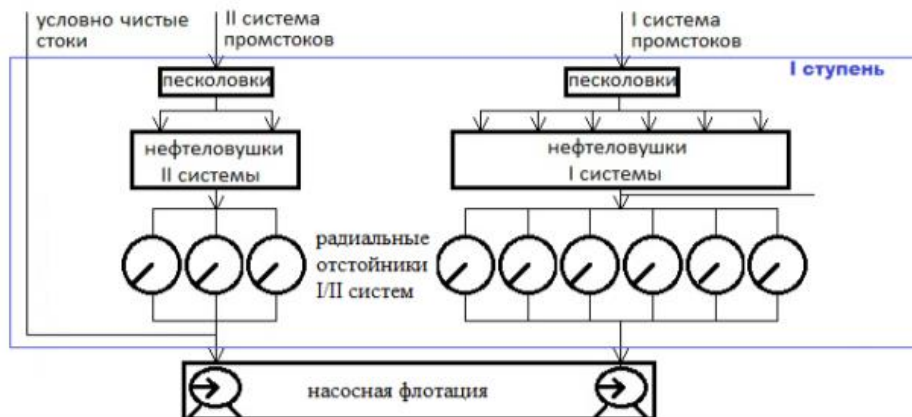 условно чистые
стоки
II система
промстоков
I система
промстоков
I ступень
песколовки
песколовки
нефтеловушки
II системы
нефтеловушки
I системы
радиальные
отстойники
I/II систем
насосная флотация